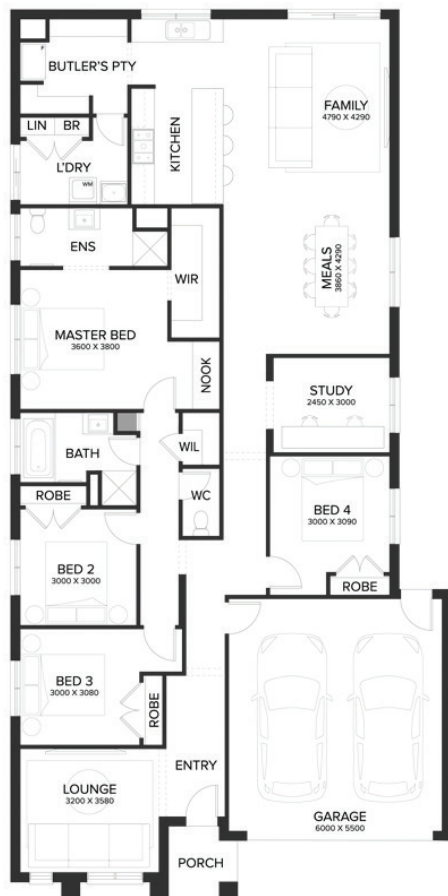 BUTLER'S PTY
FAMILY
4790 X 4290
KITCHEN
LIN BR
L'DRY
WM
ENS
WIR
MEALS
3860 X 4290
MASTER BED
3600 X 3800
NOOK
STUDY
2450 X 3000
BATH
WIL
ROBE
WC
BED 4
3000 X 3090
BED 2
3000 X 3000
ROBE
BED 3
3000 X 3080
ROBE
ENTRY
LOUNGE
3200 X 3580
GARAGE
6000 X 5500
PORCH